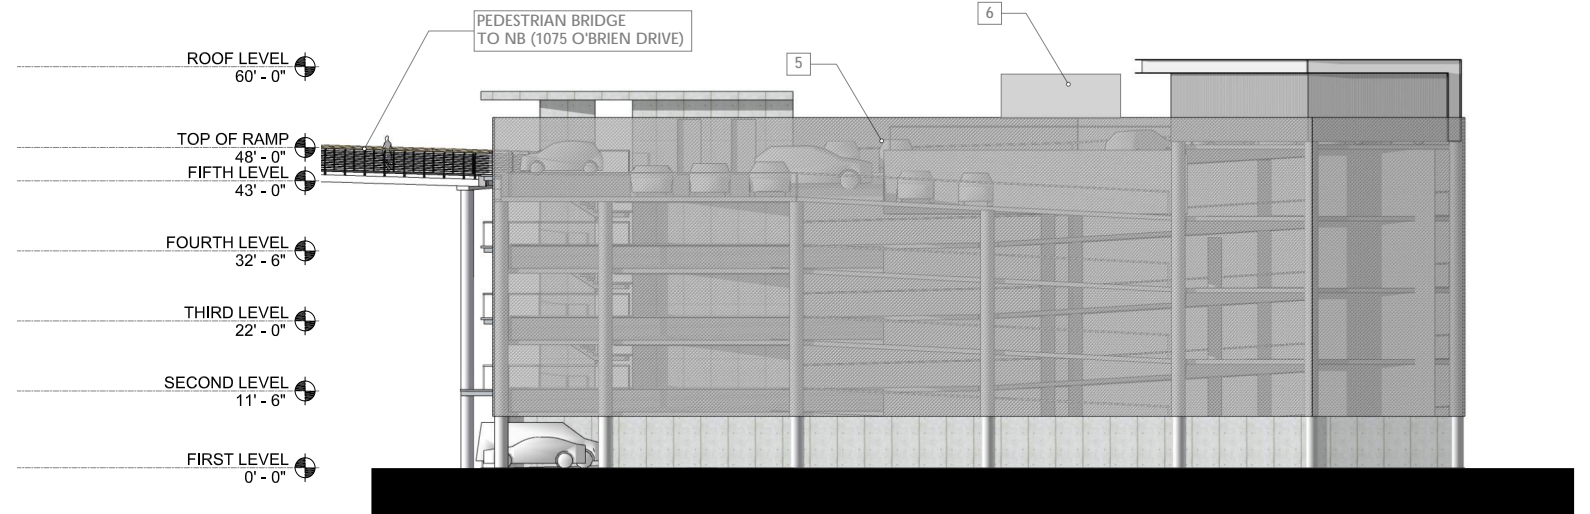 PEDESTRIAN BRIDGE
TO NB (1075 O'BRIEN DRIVE)
6
5
ROOF LEVEL
60' - 0"
TOP OF RAMP
48' - 0"
FIFTH LEVEL
43' - 0"
FOURTH LEVEL
32' - 6"
THIRD LEVEL
22' - 0"
SECOND LEVEL
11' - 6"
FIRST LEVEL
0' - 0"